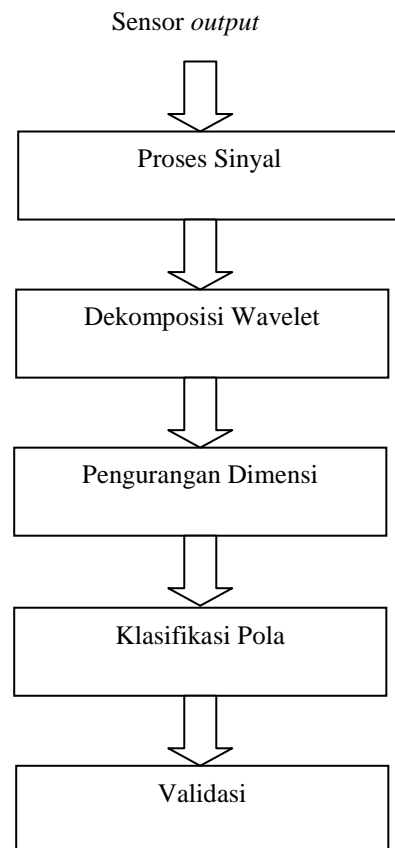 Sensor output
Proses Sinyal
Dekomposisi Wavelet
Pengurangan Dimensi
Klasifikasi Pola
Validasi